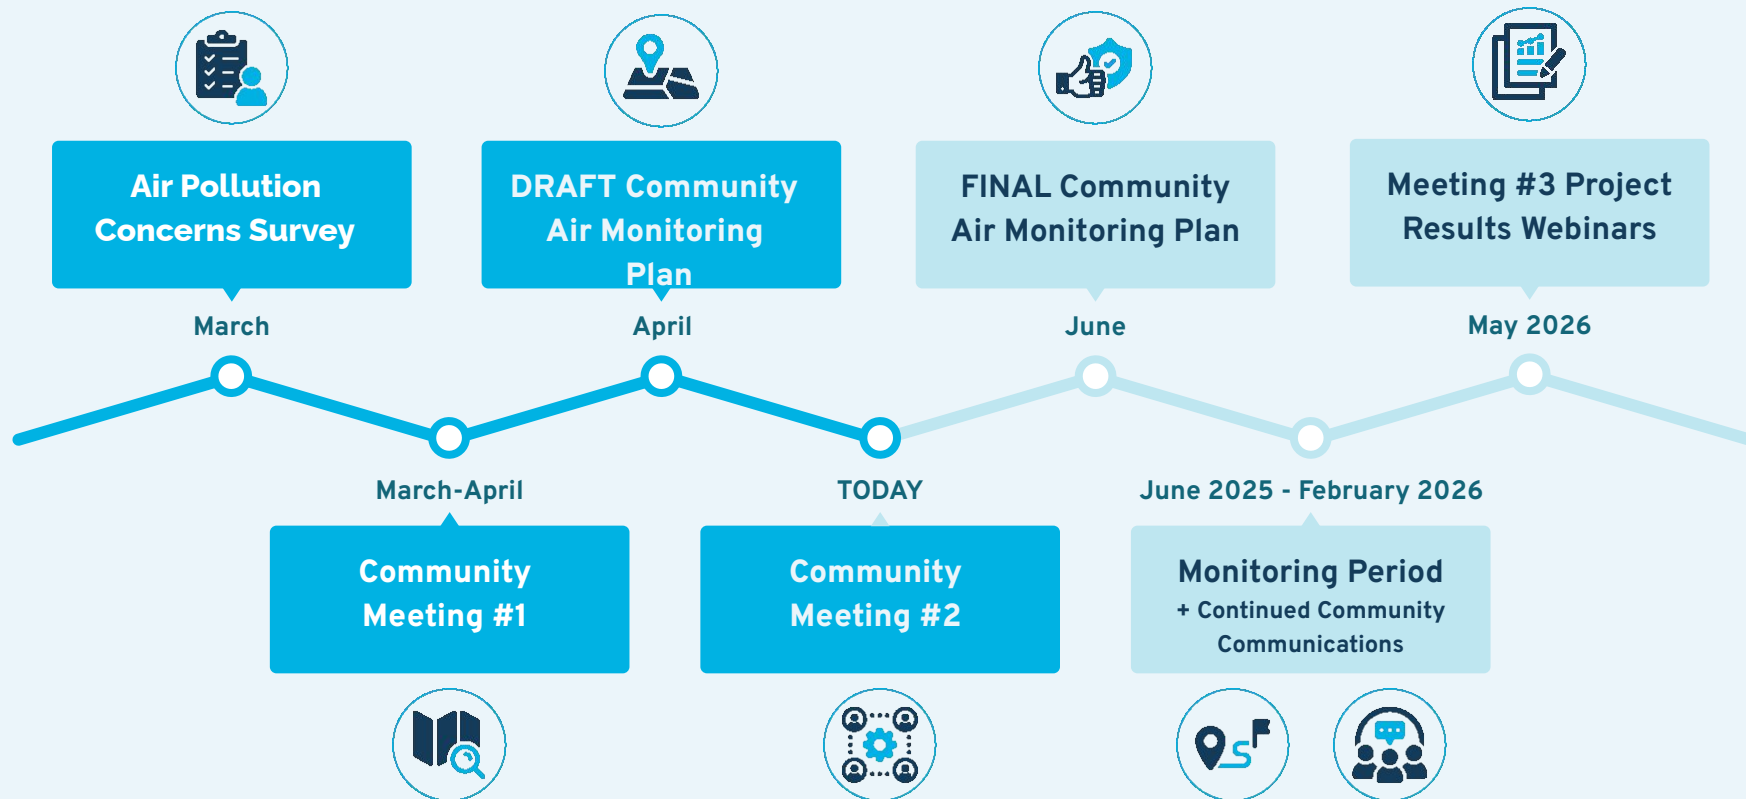 Air Pollution
Concerns Survey
March
DRAFT Community
Air Monitoring
Plan
April
FINAL Community
Air Monitoring Plan
June
Meeting #3 Project
Results Webinars
May 2026
March-April
Community
Meeting #1
TODAY
Community
Meeting #2
June 2025 - February 2026
Monitoring Period
+ Continued Community
Communications